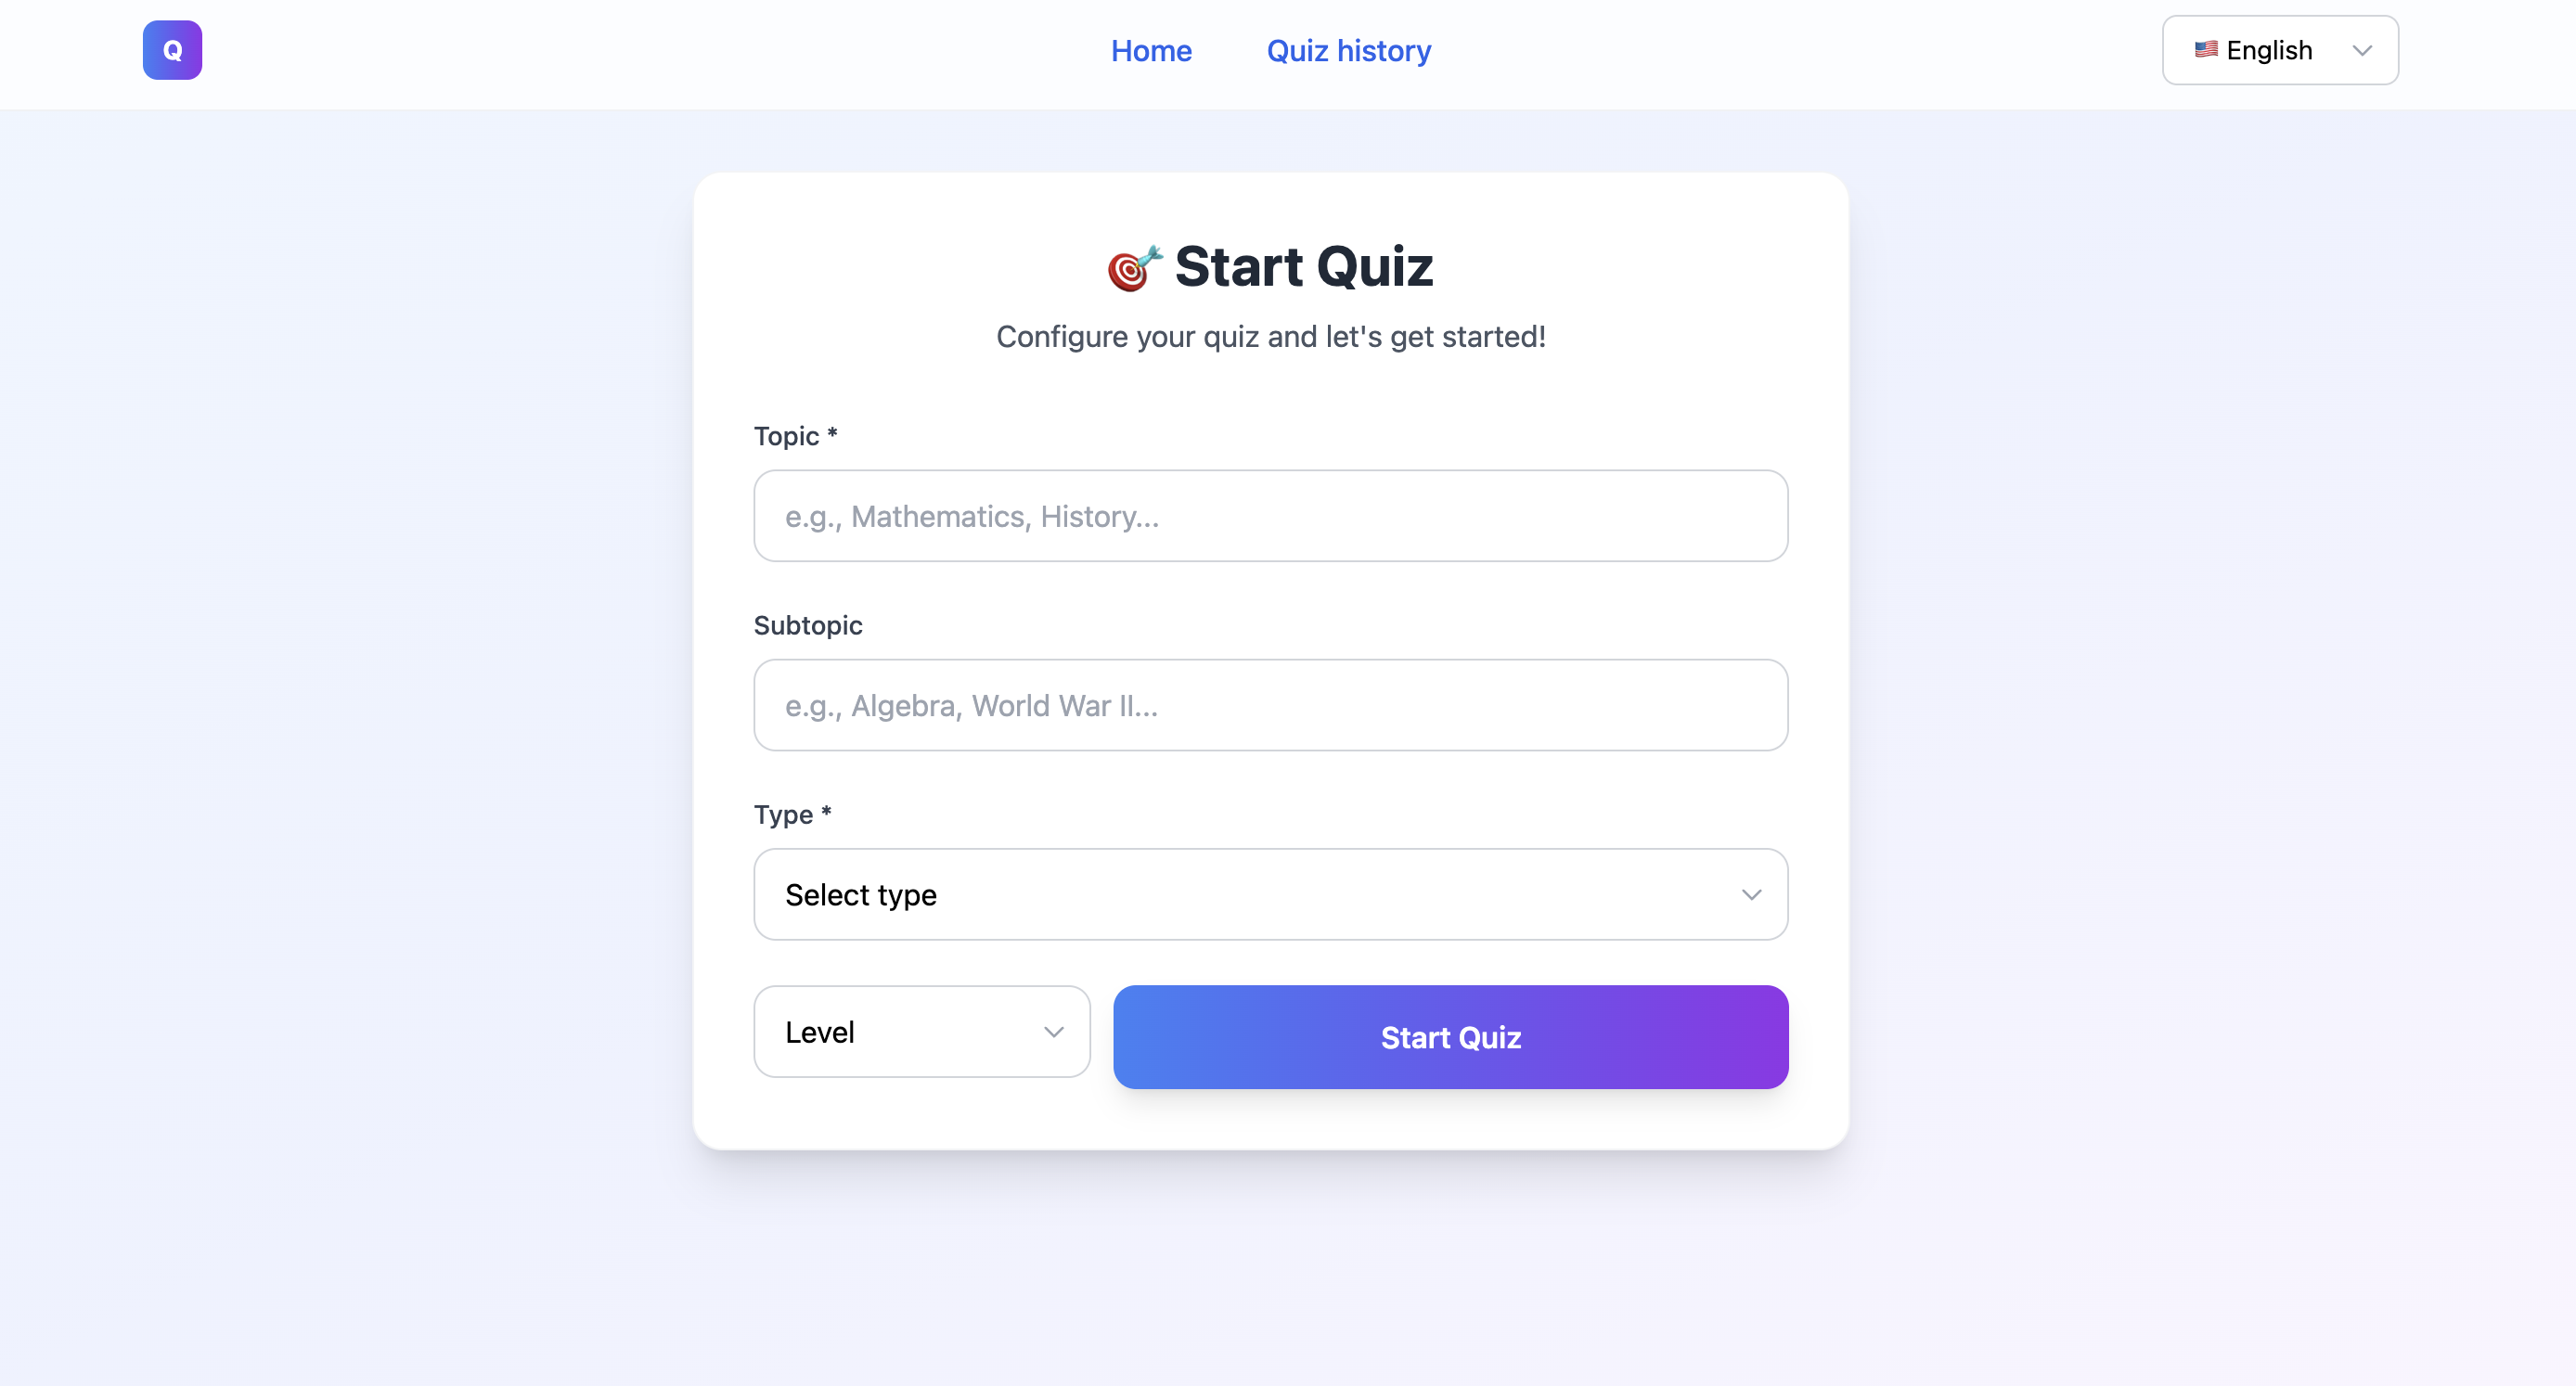 Q
Home
Quiz history
🇺🇸 English
🎯 Start Quiz
Configure your quiz and let's get started!
Topic *
e.g., Mathematics, History...
Subtopic
e.g., Algebra, World War II...
Type *
Select type
Level
Start Quiz